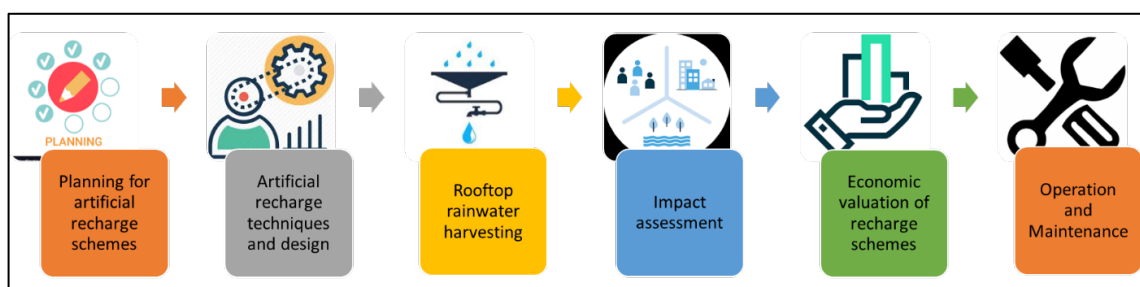 PLANNING
Planning for
artificial
recharge
schemes
Artificial
recharge
techniques
and design
Rooftop
rainwater
harvesting
Impact
assessment
Economic
evaluation of
recharge
schemes
Operation
and
Maintenance